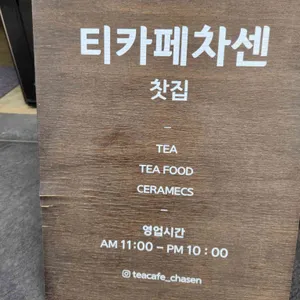 티카페차센
찻집
–
TEA
TEA FOOD
CERAMECS
–
영업시간
AM 11:00 – PM 10 : 00
teacafe_chasen